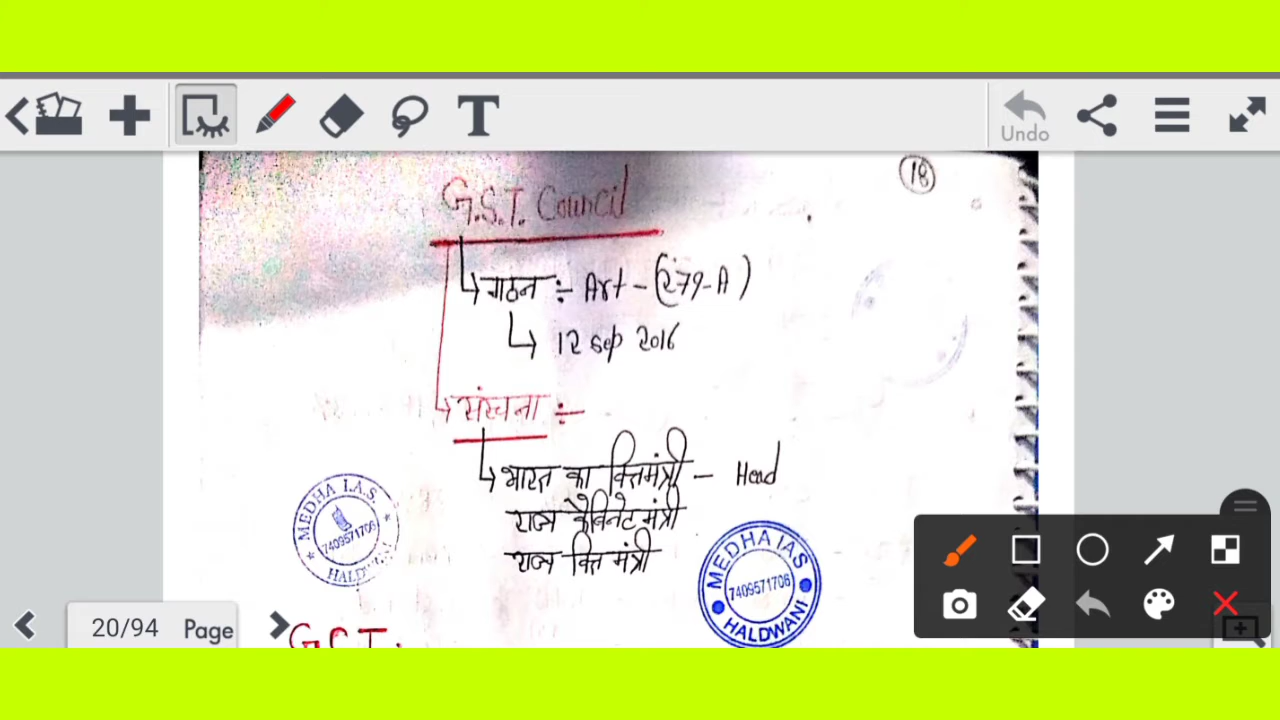 T
Undo
18
G.S.T. Council
गठन :- Art - (279-A)
12 Sep 2016
संरचना :-
भारत का वित्तमंत्री - Head
राज्य कैबिनेट मंत्री
राज्य वित्त मंत्री
MEDHA I.A.S.
7409571706
HALDWANI
MEDHA IAS
7409571706
HALDWANI
20/94 Page
G.S.T.